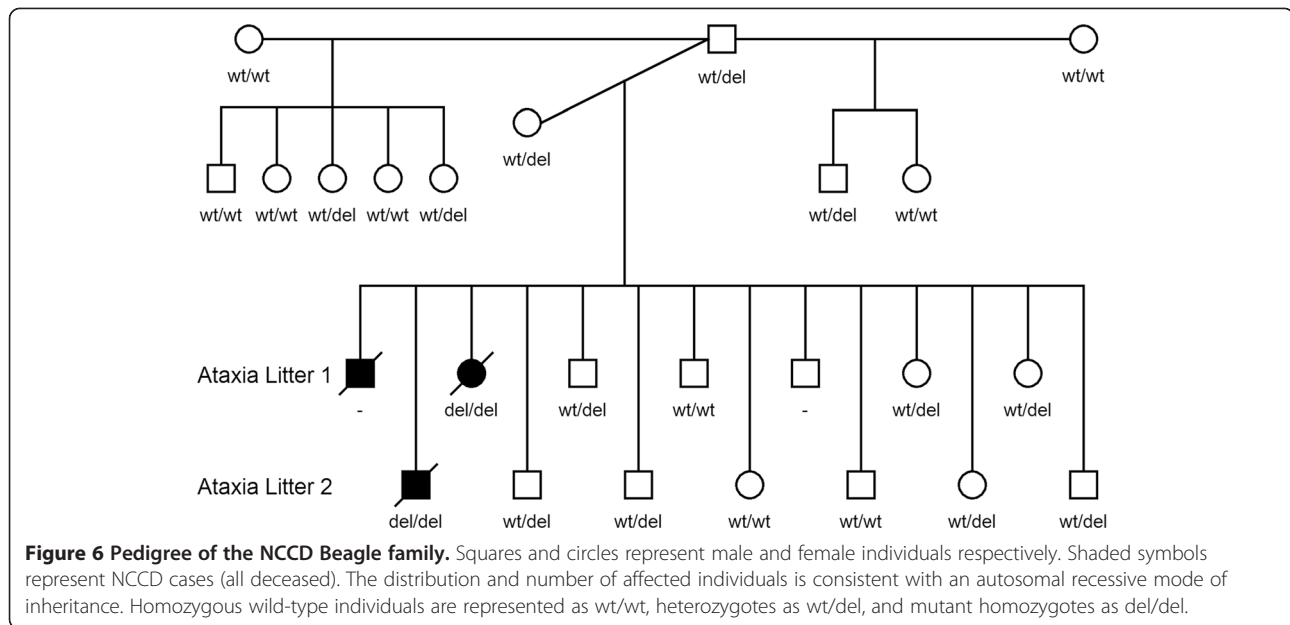 wt/wt
wt/del
wt/wt
wt/del
wt/wt wt/wt wt/del wt/wt wt/del
wt/del wt/wt
Ataxia Litter 1
- del/del wt/del wt/wt - wt/del wt/del
Ataxia Litter 2
del/del wt/del wt/del wt/wt wt/wt wt/del wt/del
Figure 6 Pedigree of the NCCD Beagle family. Squares and circles represent male and female individuals respectively. Shaded symbols
represent NCCD cases (all deceased). The distribution and number of affected individuals is consistent with an autosomal recessive mode of
inheritance. Homozygous wild-type individuals are represented as wt/wt, heterozygotes as wt/del, and mutant homozygotes as del/del.